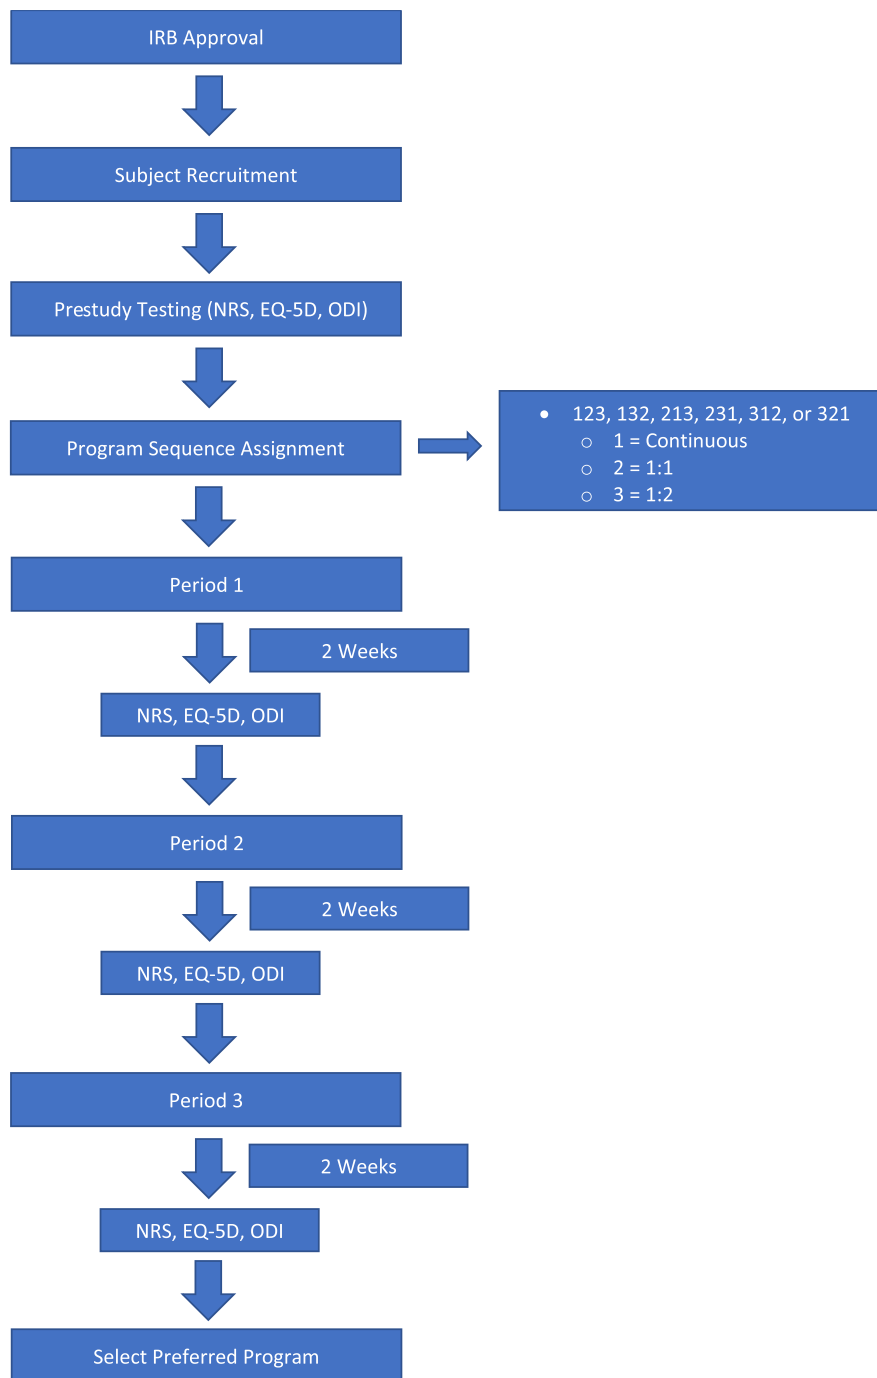 IRB Approval
Subject Recruitment
Prestudy Testing (NRS, EQ-5D, ODI)
Program Sequence Assignment
• 123, 132, 213, 231, 312, or 321
o 1 = Continuous
o 2 = 1:1
o 3 = 1:2
Period 1
2 Weeks
NRS, EQ-5D, ODI
Period 2
2 Weeks
NRS, EQ-5D, ODI
Period 3
2 Weeks
NRS, EQ-5D, ODI
Select Preferred Program